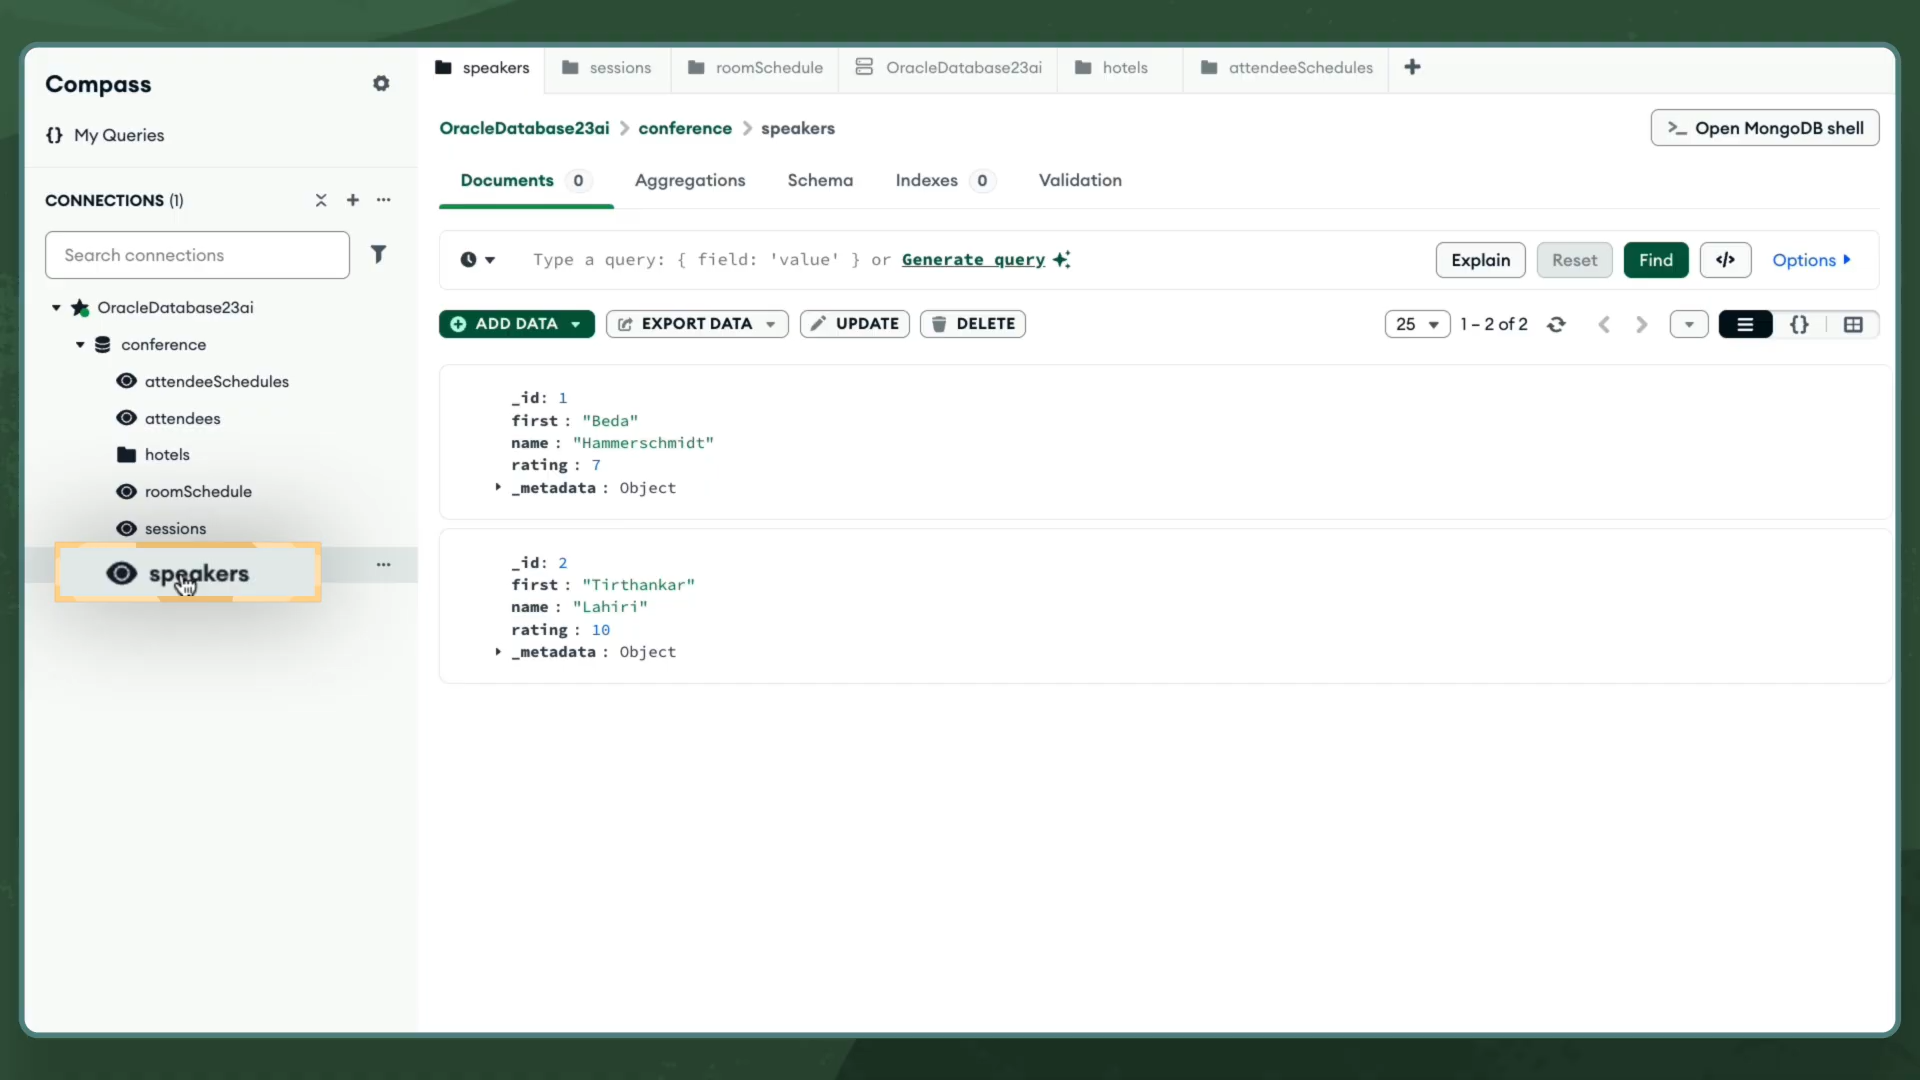 Compass
{} My Queries
CONNECTIONS (1)
Search connections
OracleDatabase23ai
conference
attendeeSchedules
attendees
hotels
roomSchedule
sessions
speakers
speakers sessions roomSchedule OracleDatabase23ai hotels attendeeSchedules +
OracleDatabase23ai > conference > speakers
>_ Open MongoDB shell
Documents 0 Aggregations Schema Indexes 0 Validation
Type a query: { field: 'value' } or Generate query
Explain Reset Find </> Options
ADD DATA EXPORT DATA UPDATE DELETE
25 1 – 2 of 2 {}
_id: 1
first : "Beda"
name : "Hammerschmidt"
rating : 7
_metadata : Object
_id: 2
first : "Tirthankar"
name : "Lahiri"
rating : 10
_metadata : Object